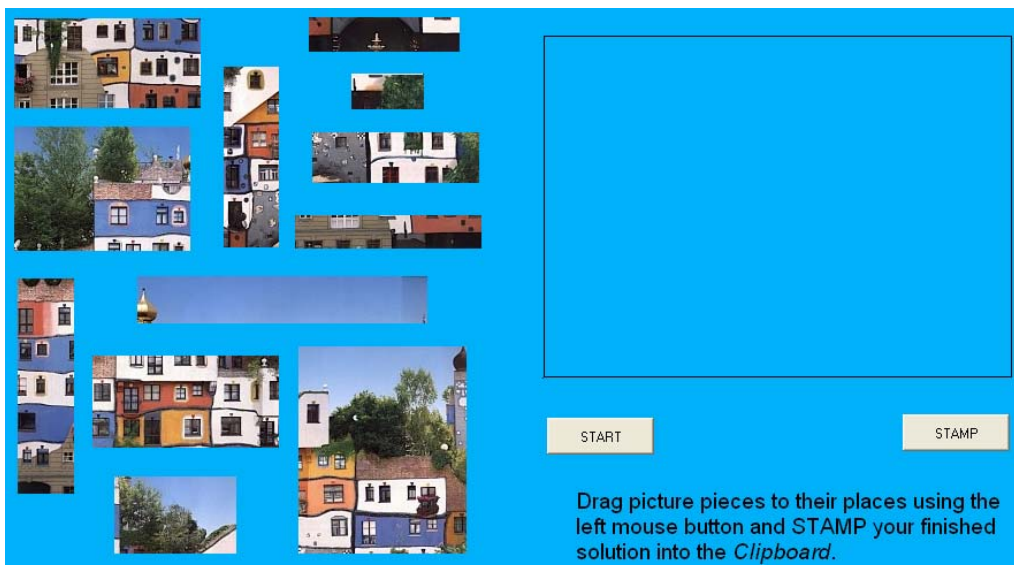 START
STAMP
Drag picture pieces to their places using the
left mouse button and STAMP your finished
solution into the Clipboard.